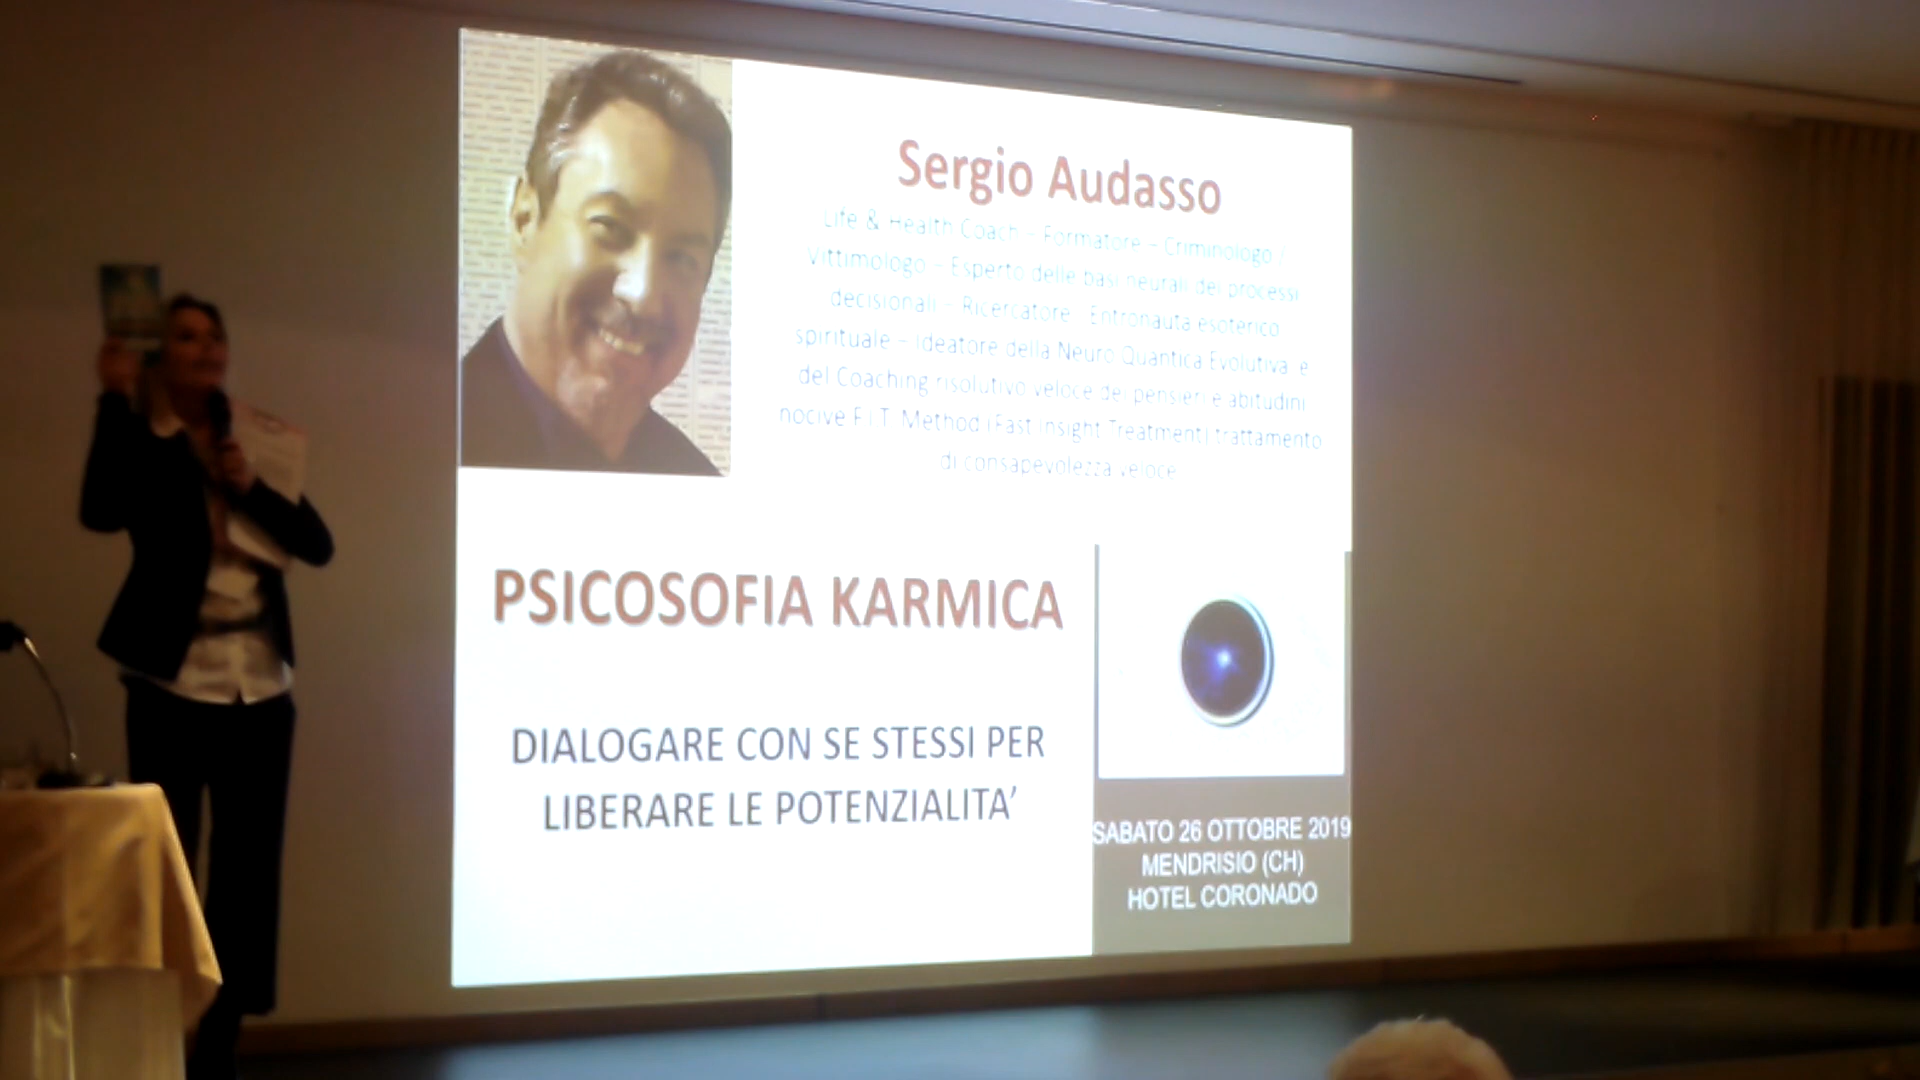 Sergio Audasso
Life & Health Coach – Formatore – Criminologo /
Vittimologo – Esperto delle basi neurali dei processi
decisionali – Ricercatore Entronauta esoterico
spirituale – Ideatore della Neuro Quantica Evolutiva e
del Coaching risolutivo veloce dei pensieri e abitudini
nocive F.I.T. Method (Fast Insight Treatment) trattamento
di consapevolezza veloce
PSICOSOFIA KARMICA
DIALOGARE CON SE STESSI PER
LIBERARE LE POTENZIALITA’
SABATO 26 OTTOBRE 2019
MENDRISIO (CH)
HOTEL CORONADO